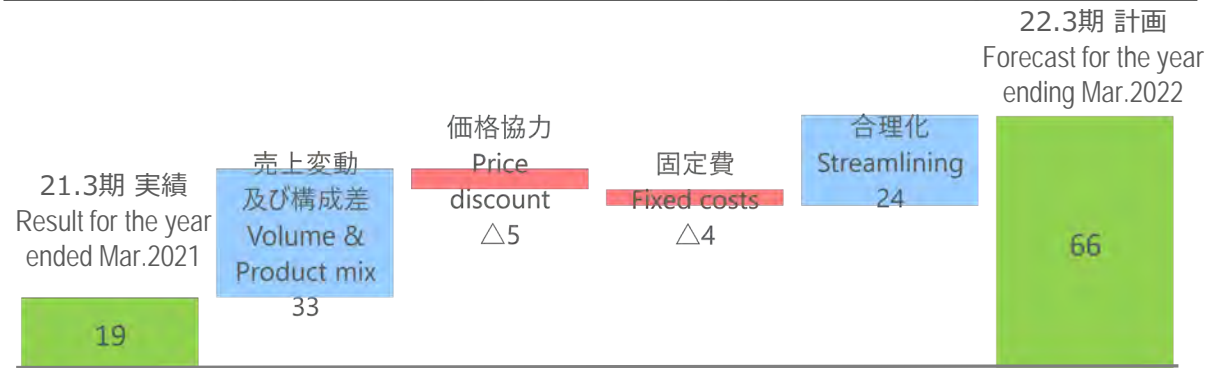 22.3期 計画
Forecast for the year
ending Mar.2022
価格協力
Price
discount
△5
固定費
Fixed costs
△4
合理化
Streamlining
24
売上変動
及び構成差
Volume &
Product mix
33
21.3期 実績
Result for the year
ended Mar.2021
19
66